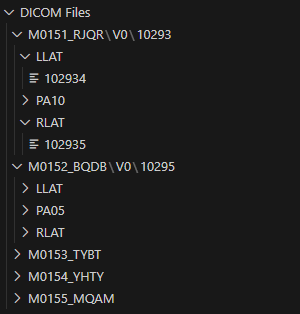 DICOM Files
M0151_RJQR\V0\10293
LLAT
102934
PA10
RLAT
102935
M0152_BQDB\V0\10295
LLAT
PA05
RLAT
M0153_TYBT
M0154_YHTY
M0155_MQAM